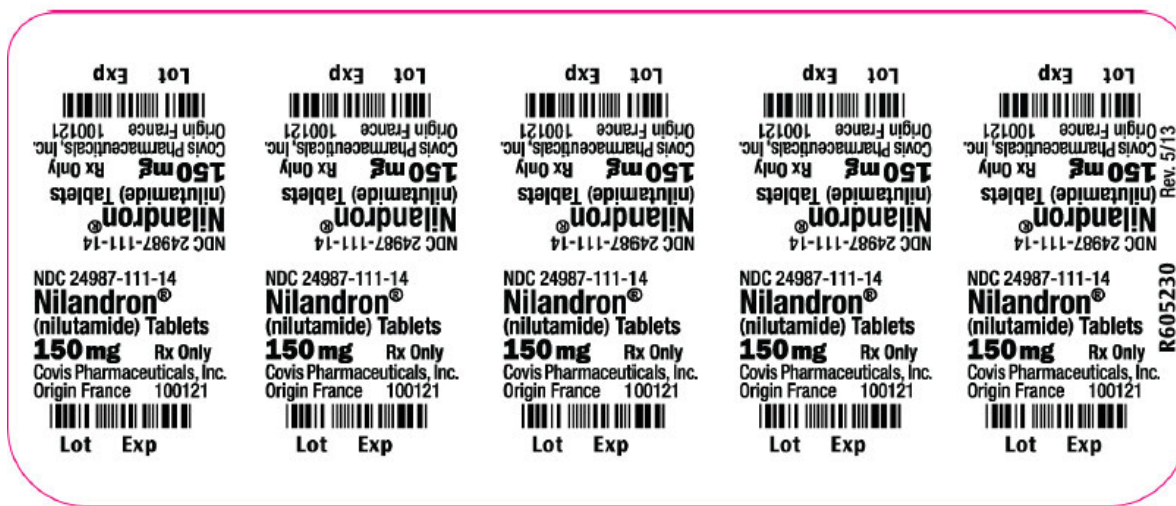 NDC 24987-111-14
Nilandron®
(nilutamide) Tablets
150 mg Rx Only
Covis Pharmaceuticals, Inc.
Origin France 100121
Lot Exp
NDC 24987-111-14
Nilandron®
(nilutamide) Tablets
150 mg Rx Only
Covis Pharmaceuticals, Inc.
Origin France 100121
Lot Exp
NDC 24987-111-14
Nilandron®
(nilutamide) Tablets
150 mg Rx Only
Covis Pharmaceuticals, Inc.
Origin France 100121
Lot Exp
NDC 24987-111-14
Nilandron®
(nilutamide) Tablets
150 mg Rx Only
Covis Pharmaceuticals, Inc.
Origin France 100121
Lot Exp
NDC 24987-111-14
Nilandron®
(nilutamide) Tablets
150 mg Rx Only
Covis Pharmaceuticals, Inc.
Origin France 100121
Lot Exp
NDC 24987-111-14
Nilandron®
(nilutamide) Tablets
150 mg Rx Only
Covis Pharmaceuticals, Inc.
Origin France 100121
Lot Exp
NDC 24987-111-14
Nilandron®
(nilutamide) Tablets
150 mg Rx Only
Covis Pharmaceuticals, Inc.
Origin France 100121
Lot Exp
NDC 24987-111-14
Nilandron®
(nilutamide) Tablets
150 mg Rx Only
Covis Pharmaceuticals, Inc.
Origin France 100121
Lot Exp
NDC 24987-111-14
Nilandron®
(nilutamide) Tablets
150 mg Rx Only
Covis Pharmaceuticals, Inc.
Origin France 100121
Lot Exp
NDC 24987-111-14
Nilandron®
(nilutamide) Tablets
150 mg Rx Only
Covis Pharmaceuticals, Inc.
Origin France 100121
Lot Exp
R605230 Rev. 5/13